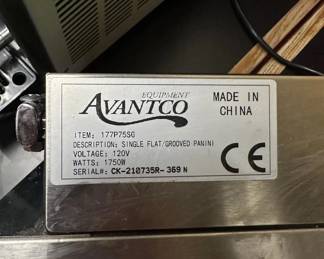 EQUIPMENT
AVANTCO
MADE IN
CHINA
ITEM: 177P75SG
DESCRIPTION: SINGLE FLAT/GROOVED PANINI
VOLTAGE: 120V
WATTS: 1750W
SERIAL#: CK-210735R-369 N
CE